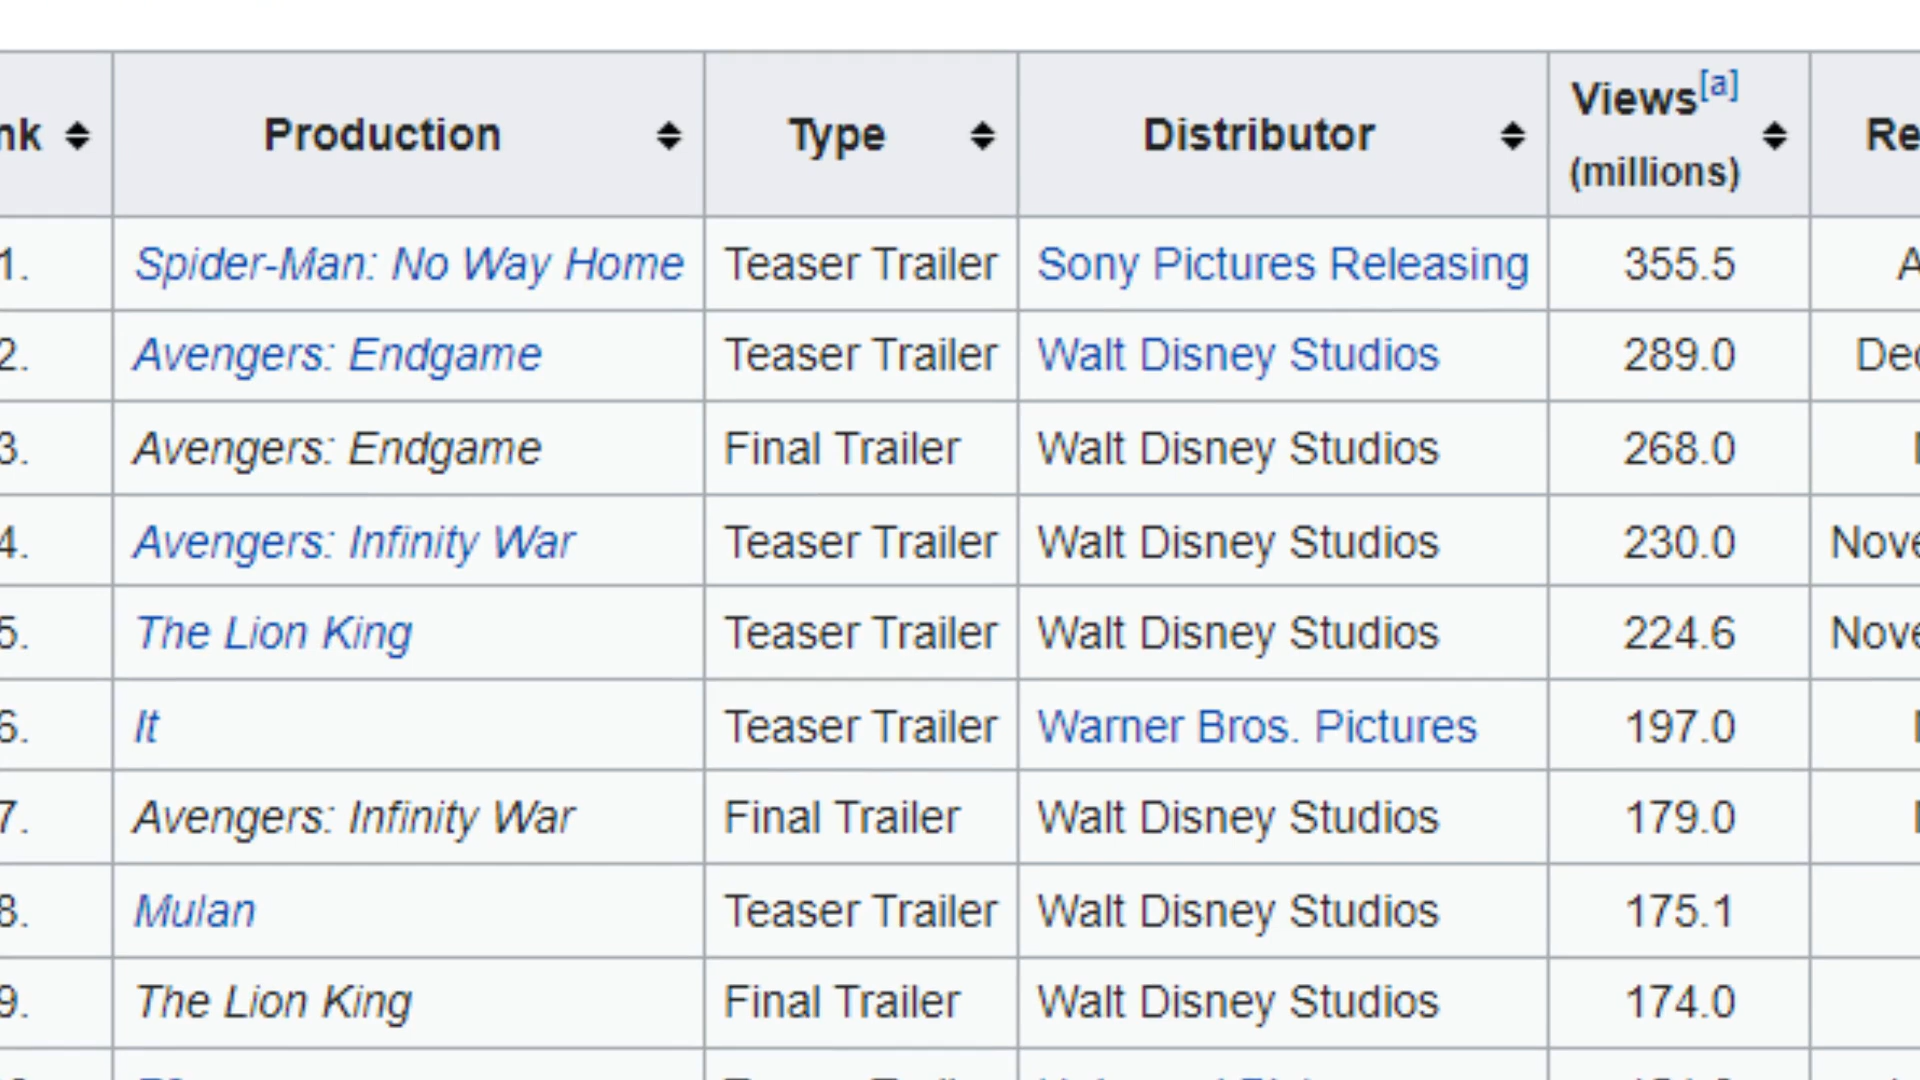 nk Production Type Distributor Views[a] (millions) Re
1. Spider-Man: No Way Home Teaser Trailer Sony Pictures Releasing 355.5 A
2. Avengers: Endgame Teaser Trailer Walt Disney Studios 289.0 Dec
3. Avengers: Endgame Final Trailer Walt Disney Studios 268.0
4. Avengers: Infinity War Teaser Trailer Walt Disney Studios 230.0 Nove
5. The Lion King Teaser Trailer Walt Disney Studios 224.6 Nove
6. It Teaser Trailer Warner Bros. Pictures 197.0
7. Avengers: Infinity War Final Trailer Walt Disney Studios 179.0
8. Mulan Teaser Trailer Walt Disney Studios 175.1
9. The Lion King Final Trailer Walt Disney Studios 174.0